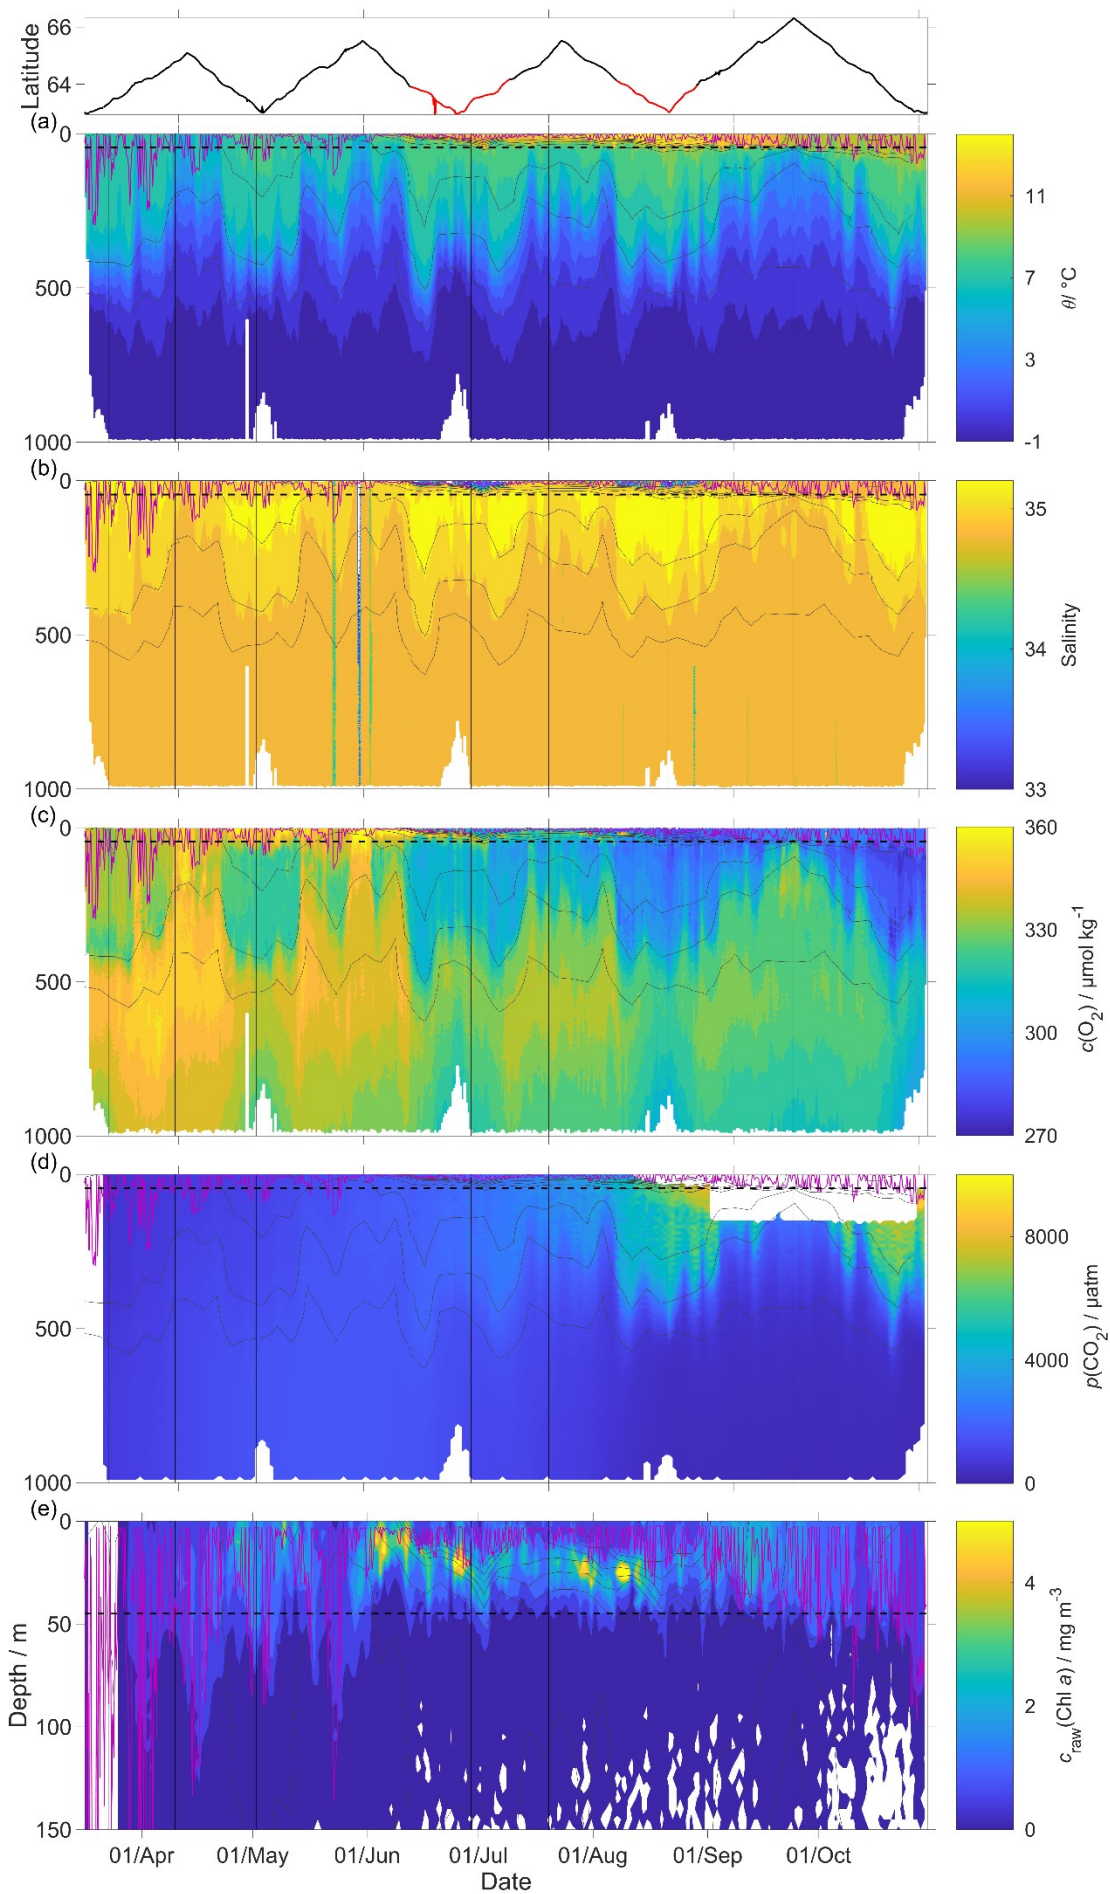 66
64
Latitude
(a)
0
500
1000
11
7
3
-1
θ/ °C
(b)
0
500
1000
35
34
33
Salinity
(c)
0
500
1000
360
330
300
270
c(O₂) / µmol kg⁻¹
(d)
0
500
1000
8000
4000
0
p(CO₂) / µatm
(e)
0
50
100
150
Depth / m
4
2
0
c_raw(Chl a) / mg m⁻³
01/Apr 01/May 01/Jun 01/Jul 01/Aug 01/Sep 01/Oct
Date